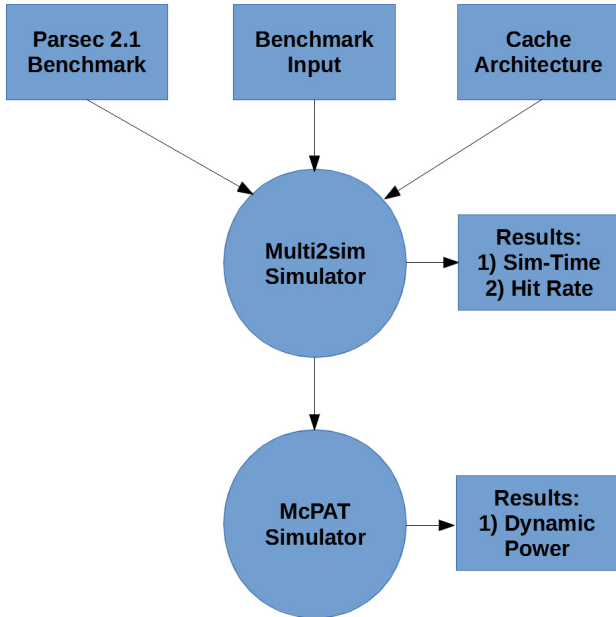 Parsec 2.1
Benchmark
Benchmark
Input
Cache
Architecture
Multi2sim
Simulator
Results:
1) Sim-Time
2) Hit Rate
McPAT
Simulator
Results:
1) Dynamic
Power